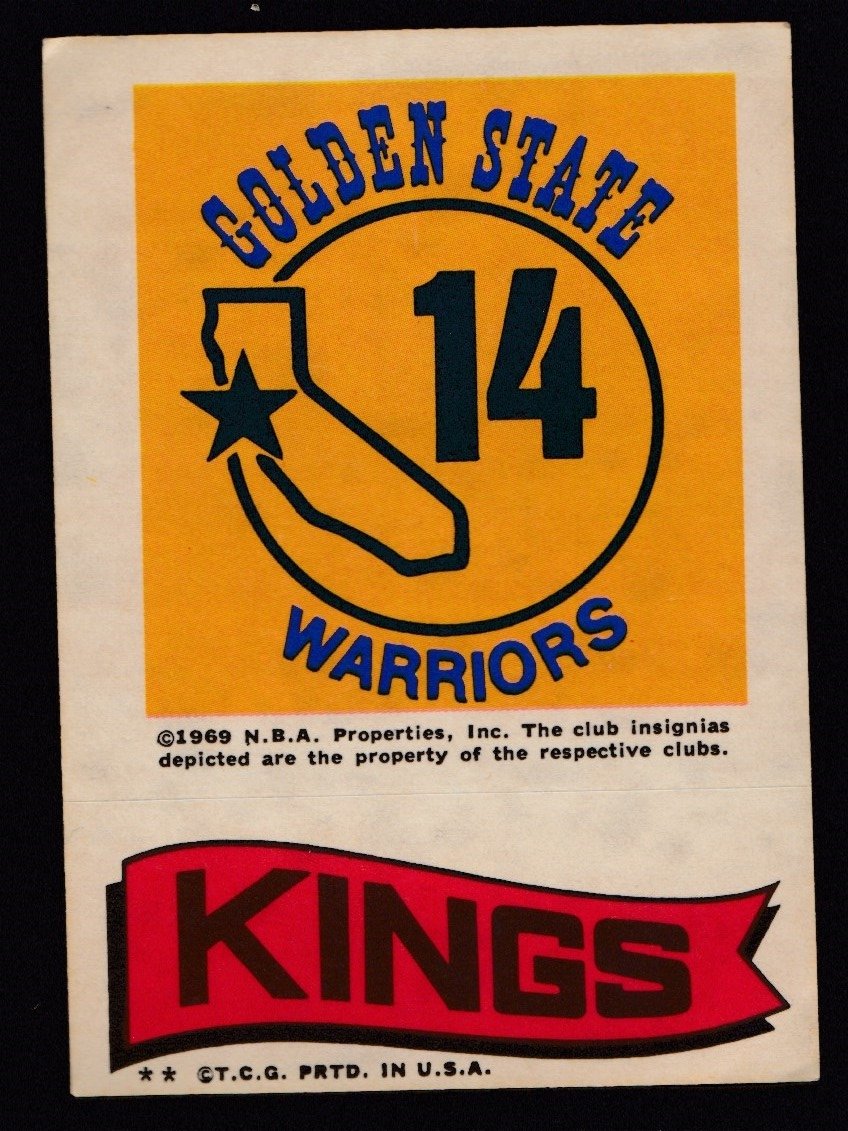 GOLDEN STATE
14
WARRIORS
©1969 N.B.A. Properties, Inc. The club insignias
depicted are the property of the respective clubs.
KINGS
** ©T.C.G. PRTD. IN U.S.A.